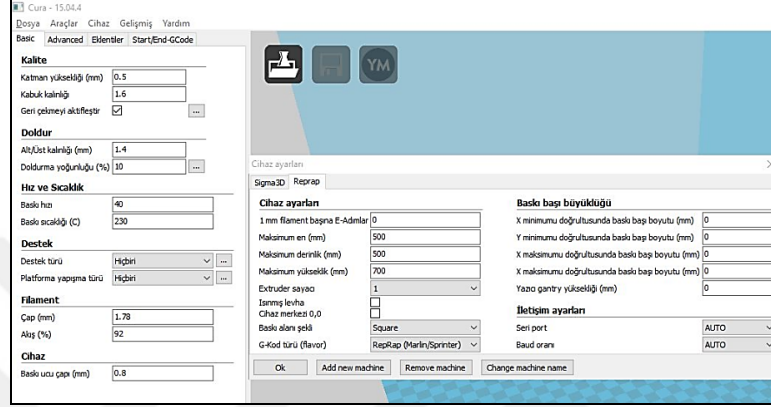 Cura - 15.04.4
Dosya Araçlar Cihaz Gelişmiş Yardım
Basic Advanced Eklentiler Start/End-GCode
Kalite
Katman yüksekliği (mm) 0.5
Kabuk kalınlığı 1.6
Geri çekmeyi aktifleştir ...
Doldur
Alt/Üst kalınlığı (mm) 1.4
Doldurma yoğunluğu (%) 10 ...
Hız ve Sıcaklık
Baskı hızı 40
Baskı sıcaklığı (C) 230
Destek
Destek türü Hiçbiri ...
Platforma yapışma türü Hiçbiri ...
Filament
Çap (mm) 1.78
Akış (%) 92
Cihaz
Baskı ucu çapı (mm) 0.8
YM
Cihaz ayarları
Sigma3D Reprap
Cihaz ayarları
1 mm filament başına E-Adımlar 0
Maksimum en (mm) 500
Maksimum derinlik (mm) 500
Maksimum yükseklik (mm) 700
Extruder sayacı 1
Isınmış levha
Cihaz merkezi 0,0
Baskı alanı şekli Square
G-Kod türü (flavor) RepRap (Marlin/Sprinter)
Baskı başı büyüklüğü
X minimumu doğrultusunda baskı başı boyutu (mm) 0
Y minimumu doğrultusunda baskı başı boyutu (mm) 0
X maksimumu doğrultusunda baskı başı boyutu (mm) 0
X maksimumu doğrultusunda baskı başı boyutu (mm) 0
Yazıcı gantry yüksekliği (mm) 0
İletişim ayarları
Seri port AUTO
Baud oranı AUTO
Ok Add new machine Remove machine Change machine name